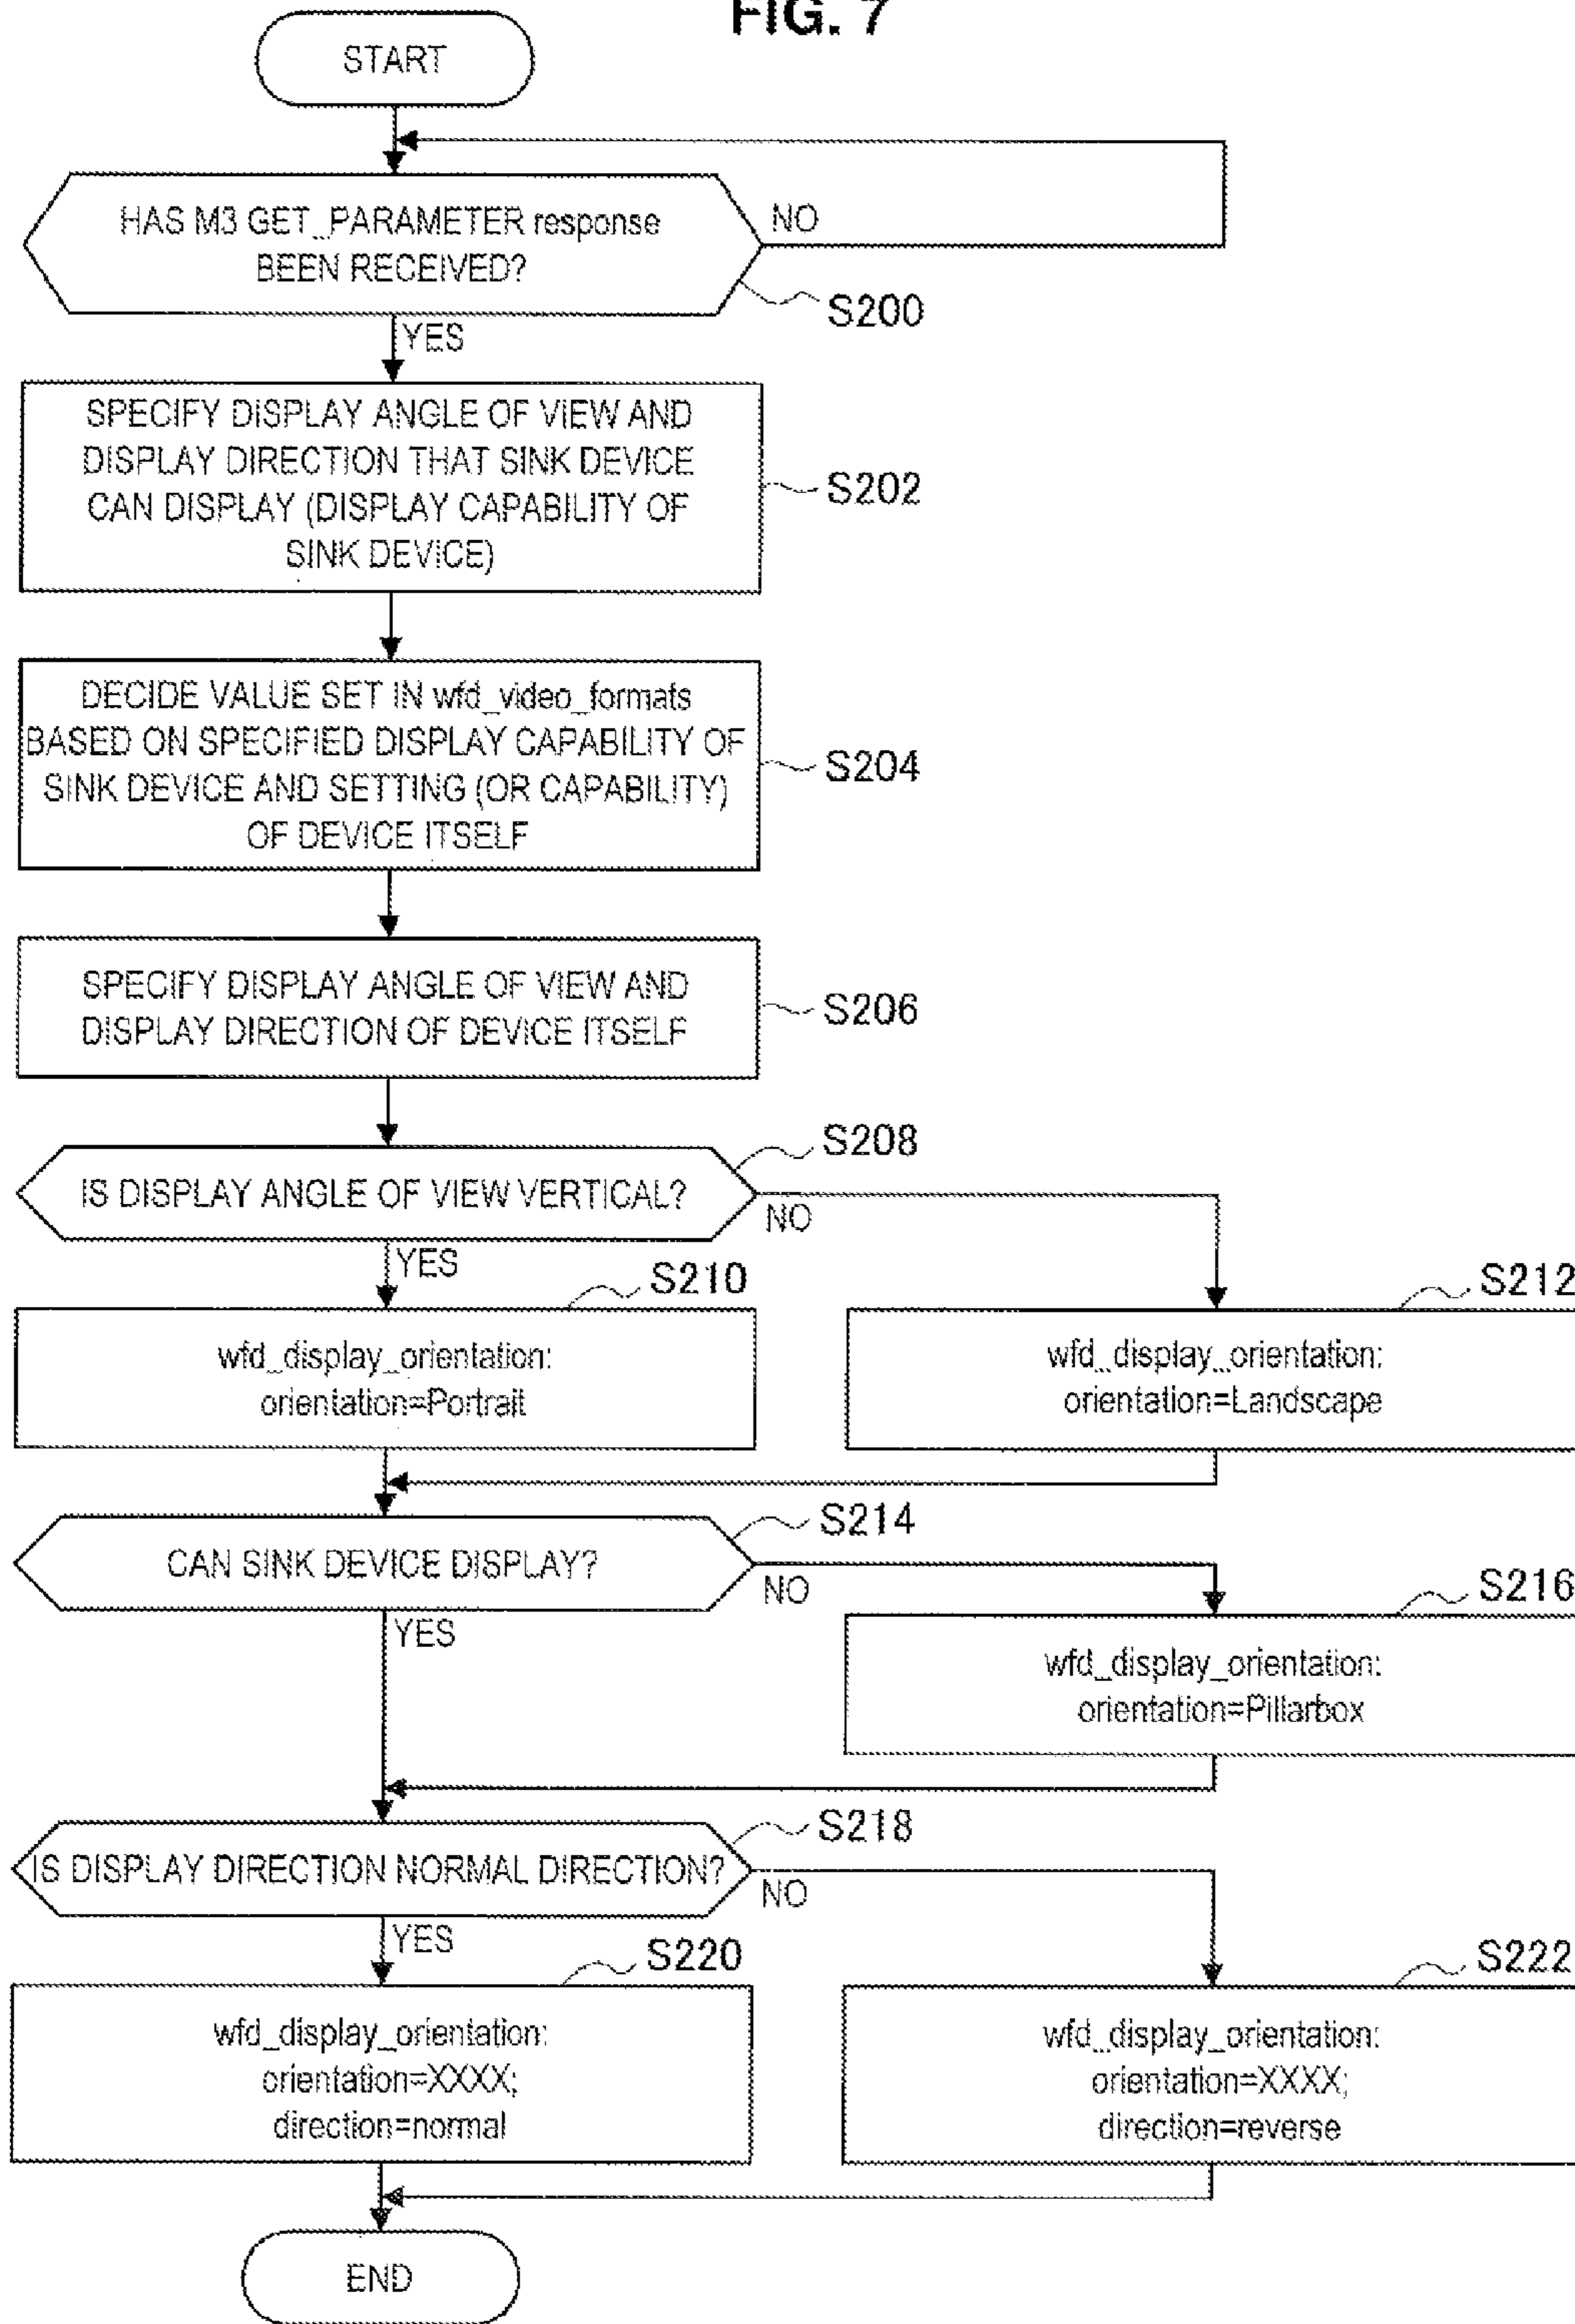 FIG. 7
START
HAS M3 GET_PARAMETER response
BEEN RECEIVED?
NO
S200
YES
SPECIFY DISPLAY ANGLE OF VIEW AND
DISPLAY DIRECTION THAT SINK DEVICE
CAN DISPLAY (DISPLAY CAPABILITY OF
SINK DEVICE)
S202
DECIDE VALUE SET IN wfd_video_formats
BASED ON SPECIFIED DISPLAY CAPABILITY OF
SINK DEVICE AND SETTING (OR CAPABILITY)
OF DEVICE ITSELF
S204
SPECIFY DISPLAY ANGLE OF VIEW AND
DISPLAY DIRECTION OF DEVICE ITSELF
S206
S208
IS DISPLAY ANGLE OF VIEW VERTICAL?
NO
YES
S210
wfd_display_orientation:
orientation=Portrait
S212
wfd_display_orientation:
orientation=Landscape
S214
CAN SINK DEVICE DISPLAY?
NO
YES
S216
wfd_display_orientation:
orientation=Pillarbox
S218
IS DISPLAY DIRECTION NORMAL DIRECTION?
NO
YES
S220
wfd_display_orientation:
orientation=XXXX;
direction=normal
S222
wfd_display_orientation:
orientation=XXXX;
direction=reverse
END